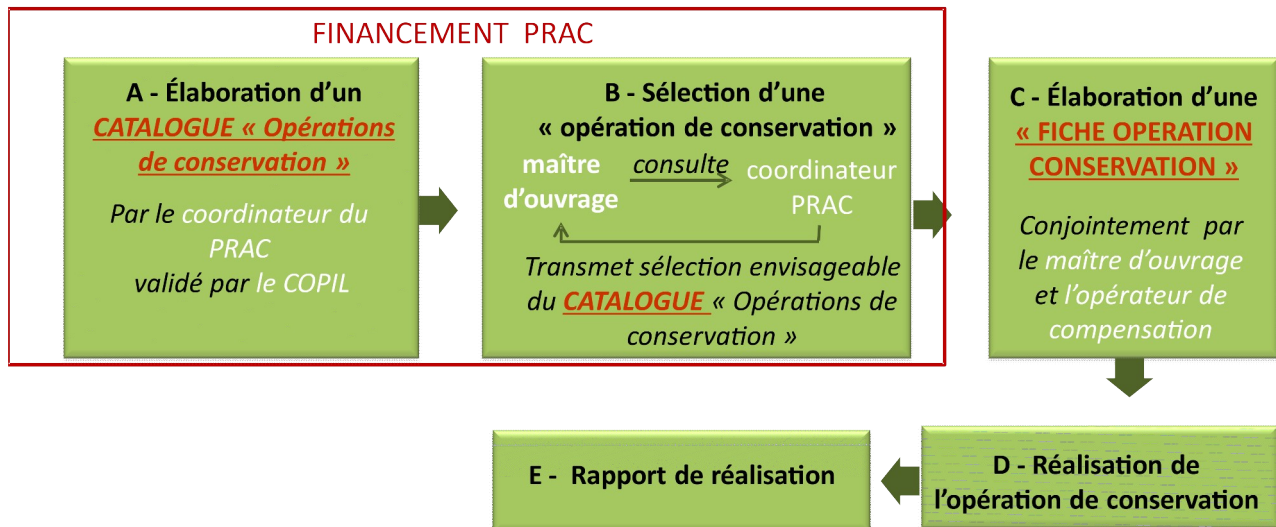 FINANCEMENT PRAC
A - Élaboration d’un
CATALOGUE « Opérations
de conservation »
Par le coordinateur du
PRAC
validé par le COPIL
B - Sélection d’une
« opération de conservation »
maître
d’ouvrage
consulte
coordinateur
PRAC
Transmet sélection envisageable
du CATALOGUE « Opérations de
conservation »
C - Élaboration d’une
« FICHE OPERATION
CONSERVATION »
Conjointement par
le maître d’ouvrage
et l’opérateur de
compensation
D - Réalisation de
l’opération de conservation
E - Rapport de réalisation